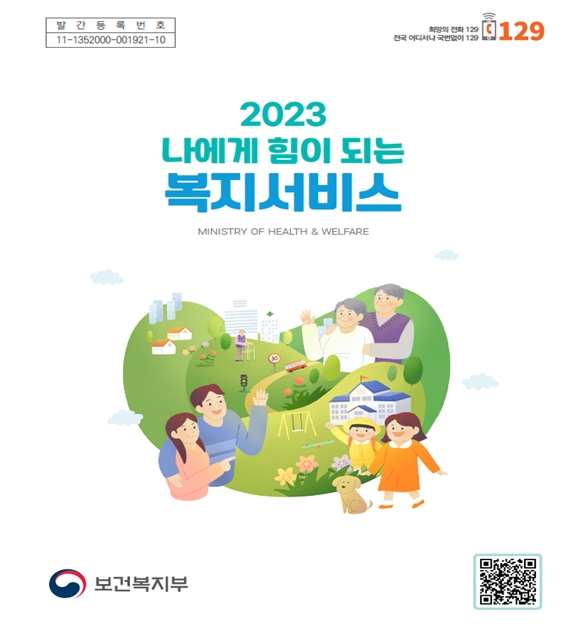 발 간 등 록 번 호
11-1352000-001921-10
희망의 전화 129
전국 어디서나 국번없이 129
129
2023
나에게 힘이 되는
복지서비스
MINISTRY OF HEALTH & WELFARE
30
보건복지부